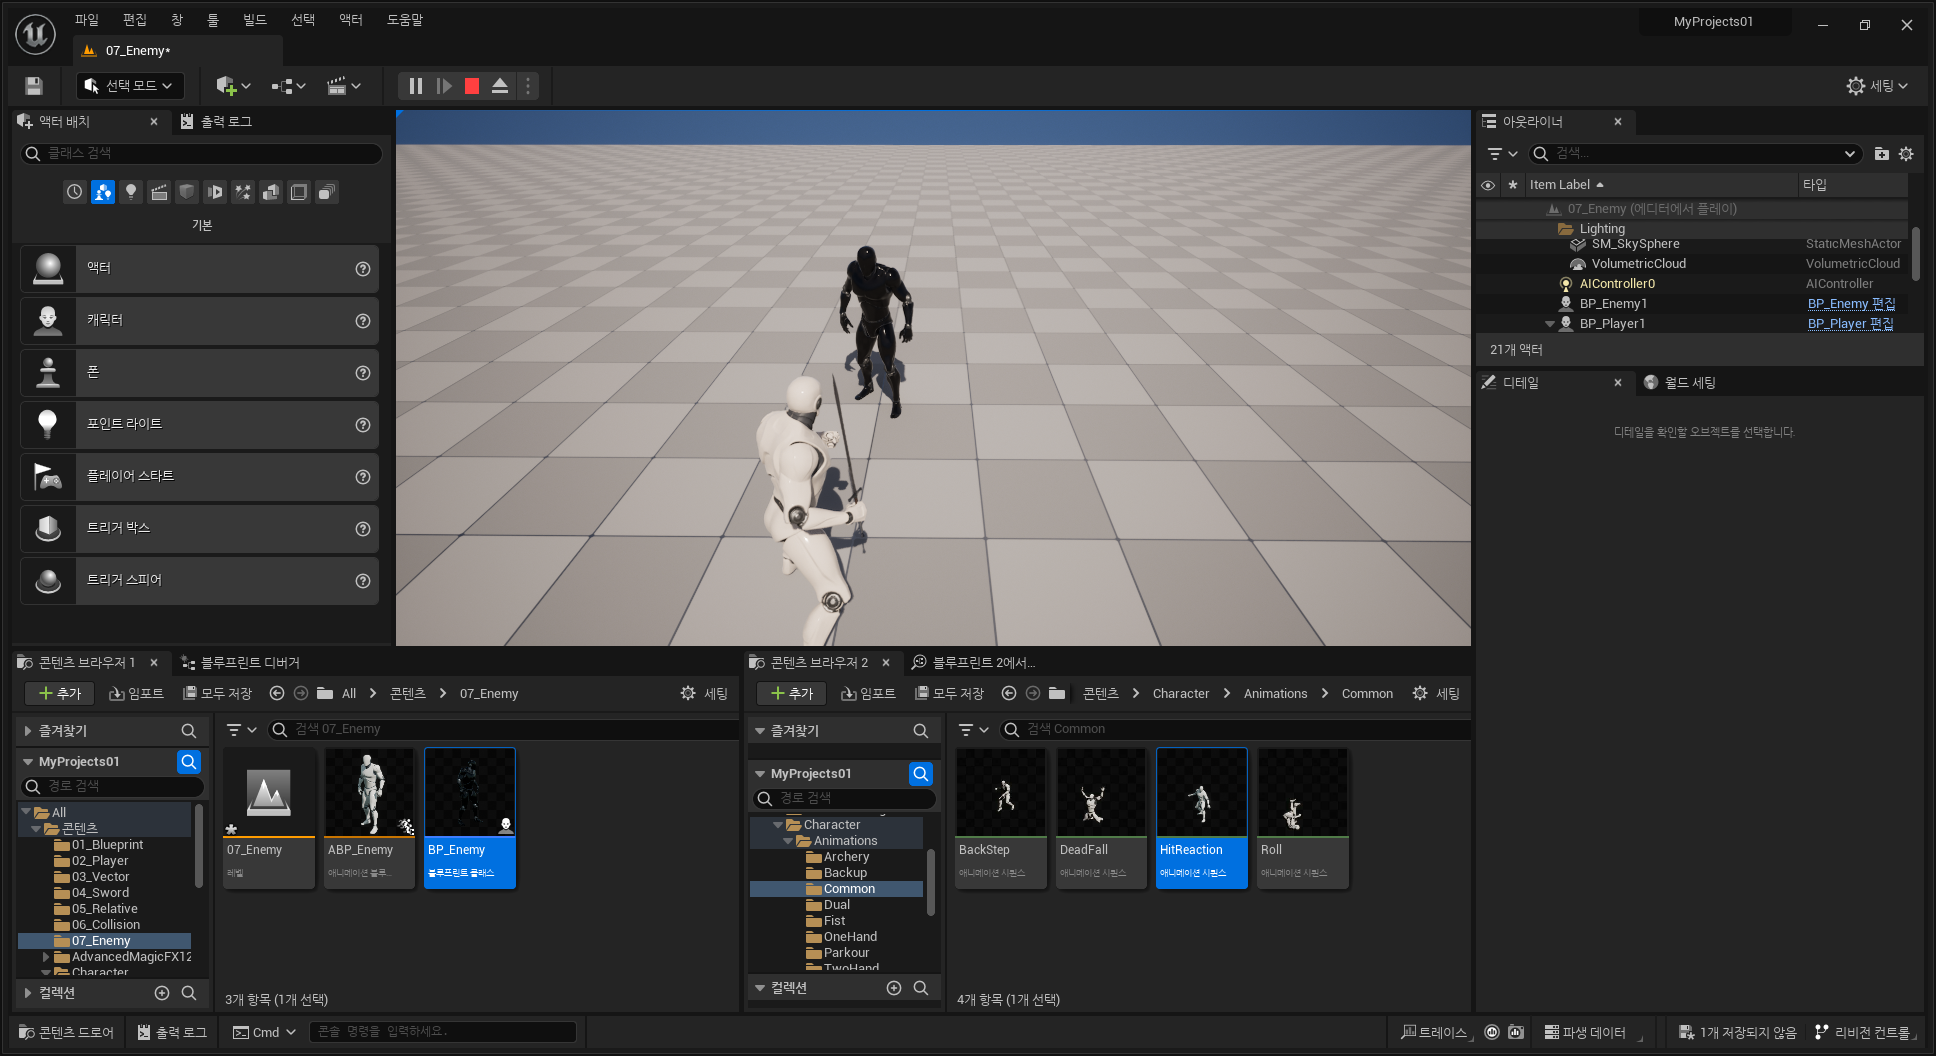 파일 편집 창 툴 빌드 선택 액터 도움말
MyProjects01
07_Enemy*
선택 모드
세팅
액터 배치
출력 로그
클래스 검색
기본
액터
캐릭터
폰
포인트 라이트
플레이어 스타트
트리거 박스
트리거 스피어
아웃라이너
검색...
Item Label
타입
07_Enemy (에디터에서 플레이)
Lighting
SM_SkySphere StaticMeshActor
VolumetricCloud VolumetricCloud
AIController0 AIController
BP_Enemy1 BP_Enemy 편집
BP_Player1 BP_Player 편집
21개 액터
디테일
월드 세팅
디테일을 확인할 오브젝트를 선택합니다.
콘텐츠 브라우저 1
블루프린트 디버거
추가 임포트 모두 저장 All 콘텐츠 07_Enemy 세팅
즐겨찾기
검색 07_Enemy
MyProjects01
경로 검색
All
콘텐츠
01_Blueprint
02_Player
03_Vector
04_Sword
05_Relative
06_Collision
07_Enemy
AdvancedMagicFX12
Character
컬렉션
07_Enemy
레벨
ABP_Enemy
애니메이션 블루...
BP_Enemy
블루프린트 클래스
3개 항목 (1개 선택)
콘텐츠 브라우저 2
블루프린트 2에서...
추가 임포트 모두 저장 콘텐츠 Character Animations Common 세팅
즐겨찾기
검색 Common
MyProjects01
경로 검색
Character
Animations
Archery
Backup
Common
Dual
Fist
OneHand
Parkour
TwoHand
컬렉션
BackStep
애니메이션 시퀀스
DeadFall
애니메이션 시퀀스
HitReaction
애니메이션 시퀀스
Roll
애니메이션 시퀀스
4개 항목 (1개 선택)
콘텐츠 드로어
출력 로그
Cmd
콘솔 명령을 입력하세요.
트레이스
파생 데이터
1개 저장되지 않음
리비전 컨트롤